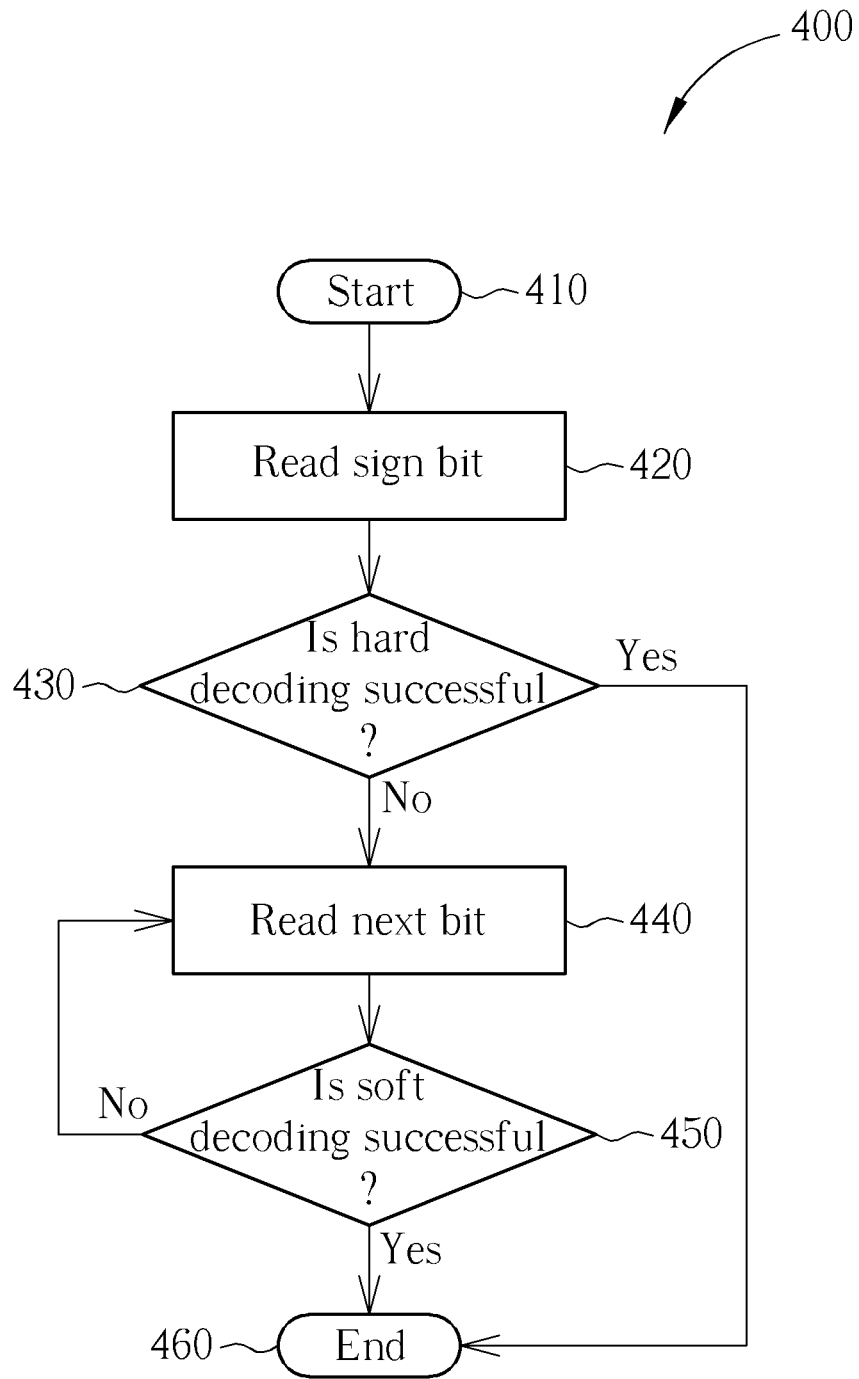 400
Start
410
Read sign bit
420
Is hard
decoding successful
?
430
Yes
No
Read next bit
440
Is soft
decoding successful
?
No
450
Yes
460
End